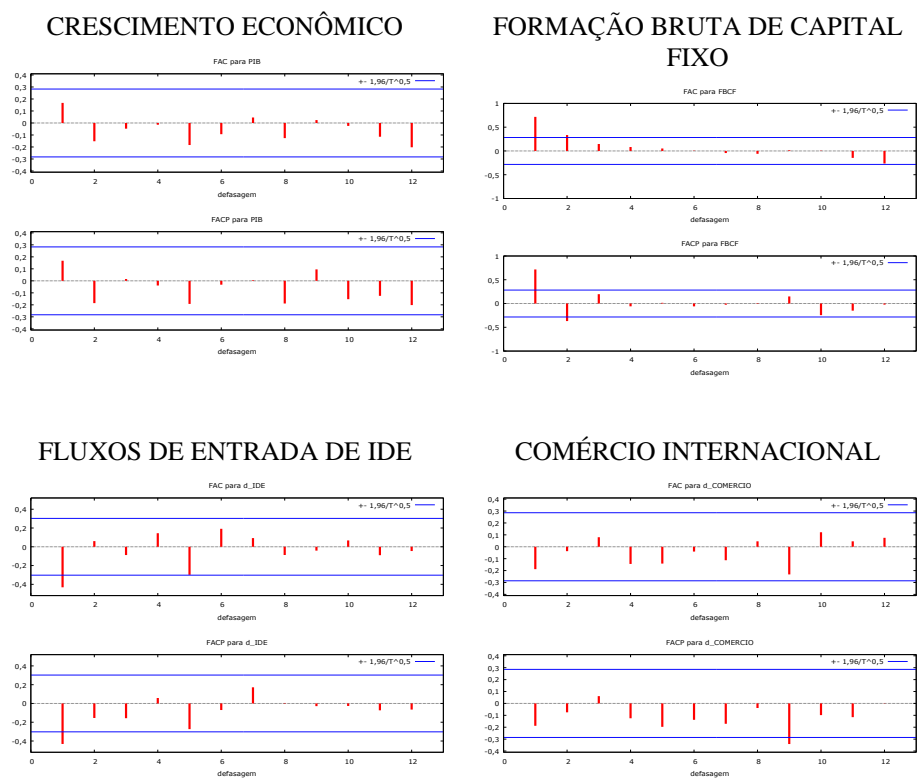 CRESCIMENTO ECONÔMICO
FAC para PIB
+- 1,96/T^0,5
0,4
0,3
0,2
0,1
0
-0,1
-0,2
-0,3
-0,4
0 2 4 6 8 10 12
defasagem
FACP para PIB
+- 1,96/T^0,5
0,4
0,3
0,2
0,1
0
-0,1
-0,2
-0,3
-0,4
0 2 4 6 8 10 12
defasagem
FORMAÇÃO BRUTA DE CAPITAL
FIXO
FAC para FBCF
+- 1,96/T^0,5
1
0,5
0
-0,5
-1
0 2 4 6 8 10 12
defasagem
FACP para FBCF
+- 1,96/T^0,5
1
0,5
0
-0,5
-1
0 2 4 6 8 10 12
defasagem
FLUXOS DE ENTRADA DE IDE
FAC para d_IDE
+- 1,96/T^0,5
0,4
0,2
0
-0,2
-0,4
0 2 4 6 8 10 12
defasagem
FACP para d_IDE
+- 1,96/T^0,5
0,4
0,2
0
-0,2
-0,4
0 2 4 6 8 10 12
defasagem
COMÉRCIO INTERNACIONAL
FAC para d_COMERCIO
+- 1,96/T^0,5
0,4
0,3
0,2
0,1
0
-0,1
-0,2
-0,3
-0,4
0 2 4 6 8 10 12
defasagem
FACP para d_COMERCIO
+- 1,96/T^0,5
0,4
0,3
0,2
0,1
0
-0,1
-0,2
-0,3
-0,4
0 2 4 6 8 10 12
defasagem